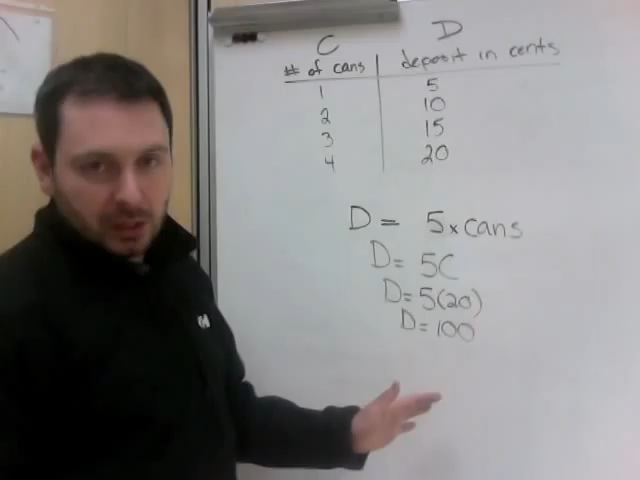 C D
# of cans deposit in cents
1 5
2 10
3 15
4 20
D = 5 x cans
D = 5C
D = 5(20)
D = 100